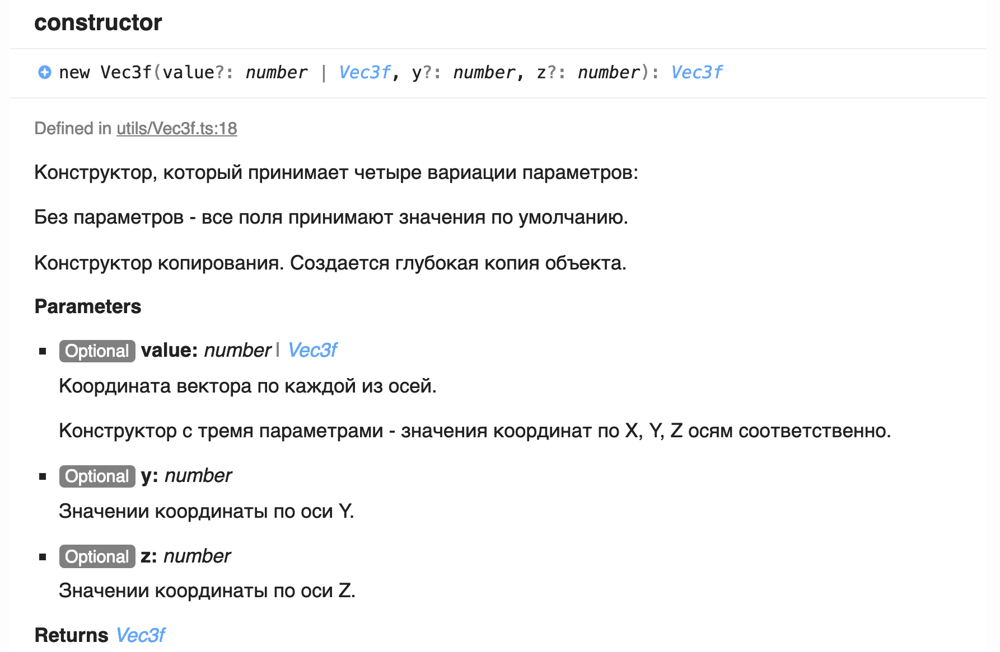 constructor
new Vec3f(value?: number | Vec3f, y?: number, z?: number): Vec3f
Defined in utils/Vec3f.ts:18
Конструктор, который принимает четыре вариации параметров:
Без параметров - все поля принимают значения по умолчанию.
Конструктор копирования. Создается глубокая копия объекта.
Parameters
Optional value: number | Vec3f
Координата вектора по каждой из осей.
Конструктор с тремя параметрами - значения координат по X, Y, Z осям соответственно.
Optional y: number
Значении координаты по оси Y.
Optional z: number
Значении координаты по оси Z.
Returns Vec3f